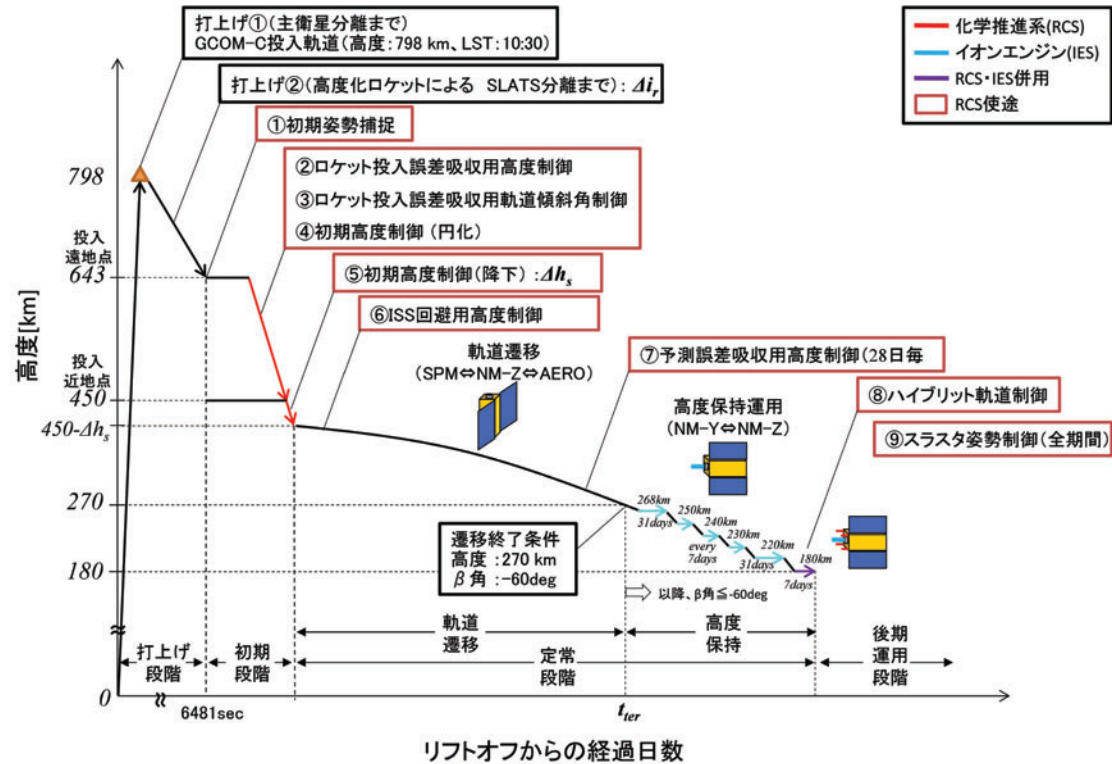 打上げ①(主衛星分離まで)
GCOM-C投入軌道(高度:798 km、LST:10:30)
打上げ②(高度化ロケットによる SLATS分離まで):Δi_r
①初期姿勢捕捉
②ロケット投入誤差吸収用高度制御
③ロケット投入誤差吸収用軌道傾斜角制御
④初期高度制御(円化)
⑤初期高度制御(降下):Δh_s
⑥ISS回避用高度制御
化学推進系(RCS)
イオンエンジン(IES)
RCS・IES併用
RCS使途
高度[km]
798
投入
遠地点
643
投入
近地点
450
450-Δh_s
270
180
0
軌道遷移
(SPM⇔NM-Z⇔AERO)
⑦予測誤差吸収用高度制御(28日毎
高度保持運用
(NM-Y⇔NM-Z)
⑧ハイブリット軌道制御
⑨スラスタ姿勢制御(全期間)
遷移終了条件
高度 :270 km
β角 :-60deg
268km
31days
250km
240km
every
7days
230km
31days
220km
180km
7days
以降、β角≦-60deg
軌道
遷移
高度
保持
打上げ
段階
初期
段階
定常
段階
後期
運用
段階
6481sec
t_ter
リフトオフからの経過日数